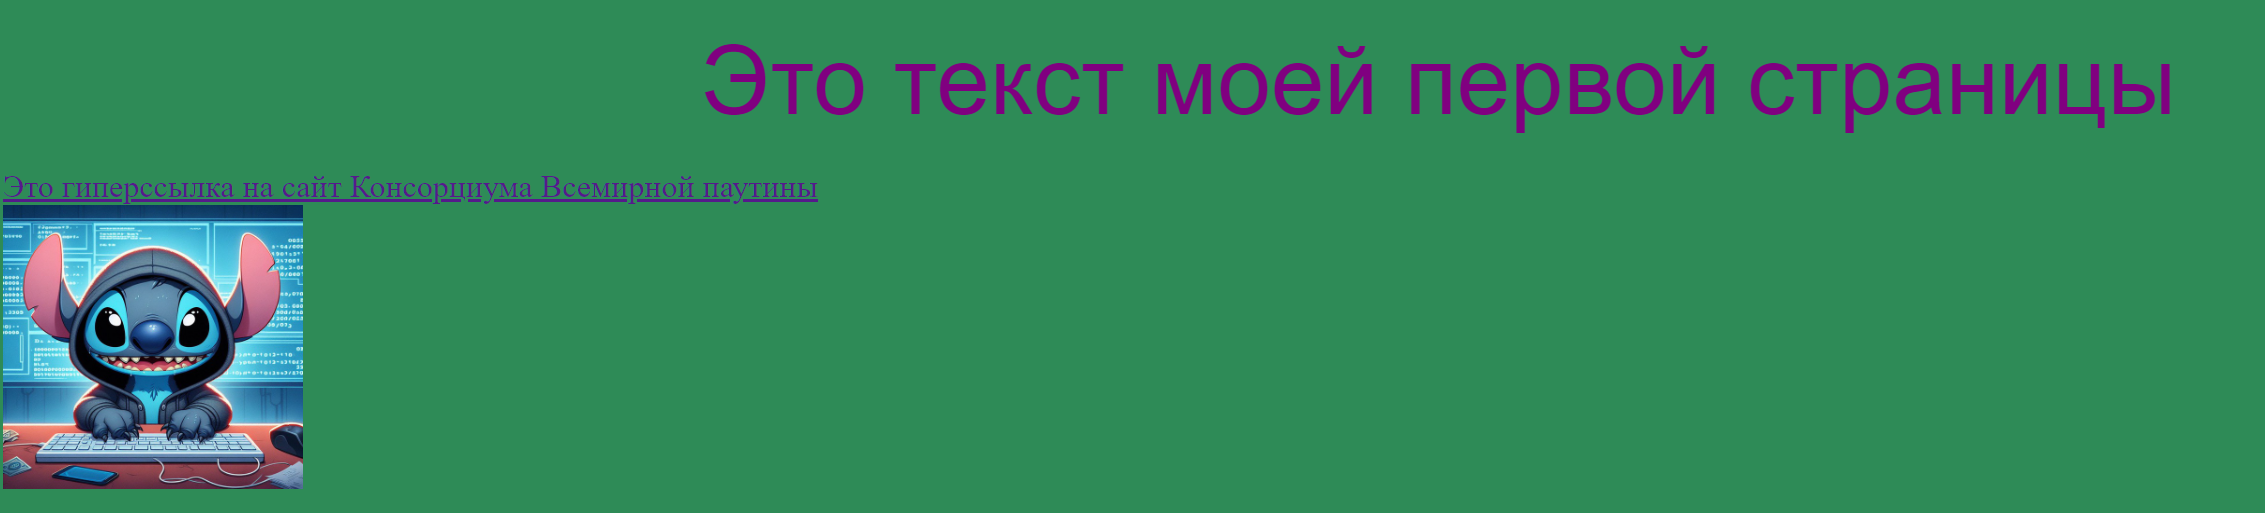 Это текст моей первой страницы
Это гиперссылка на сайт Консорциума Всемирной паутины